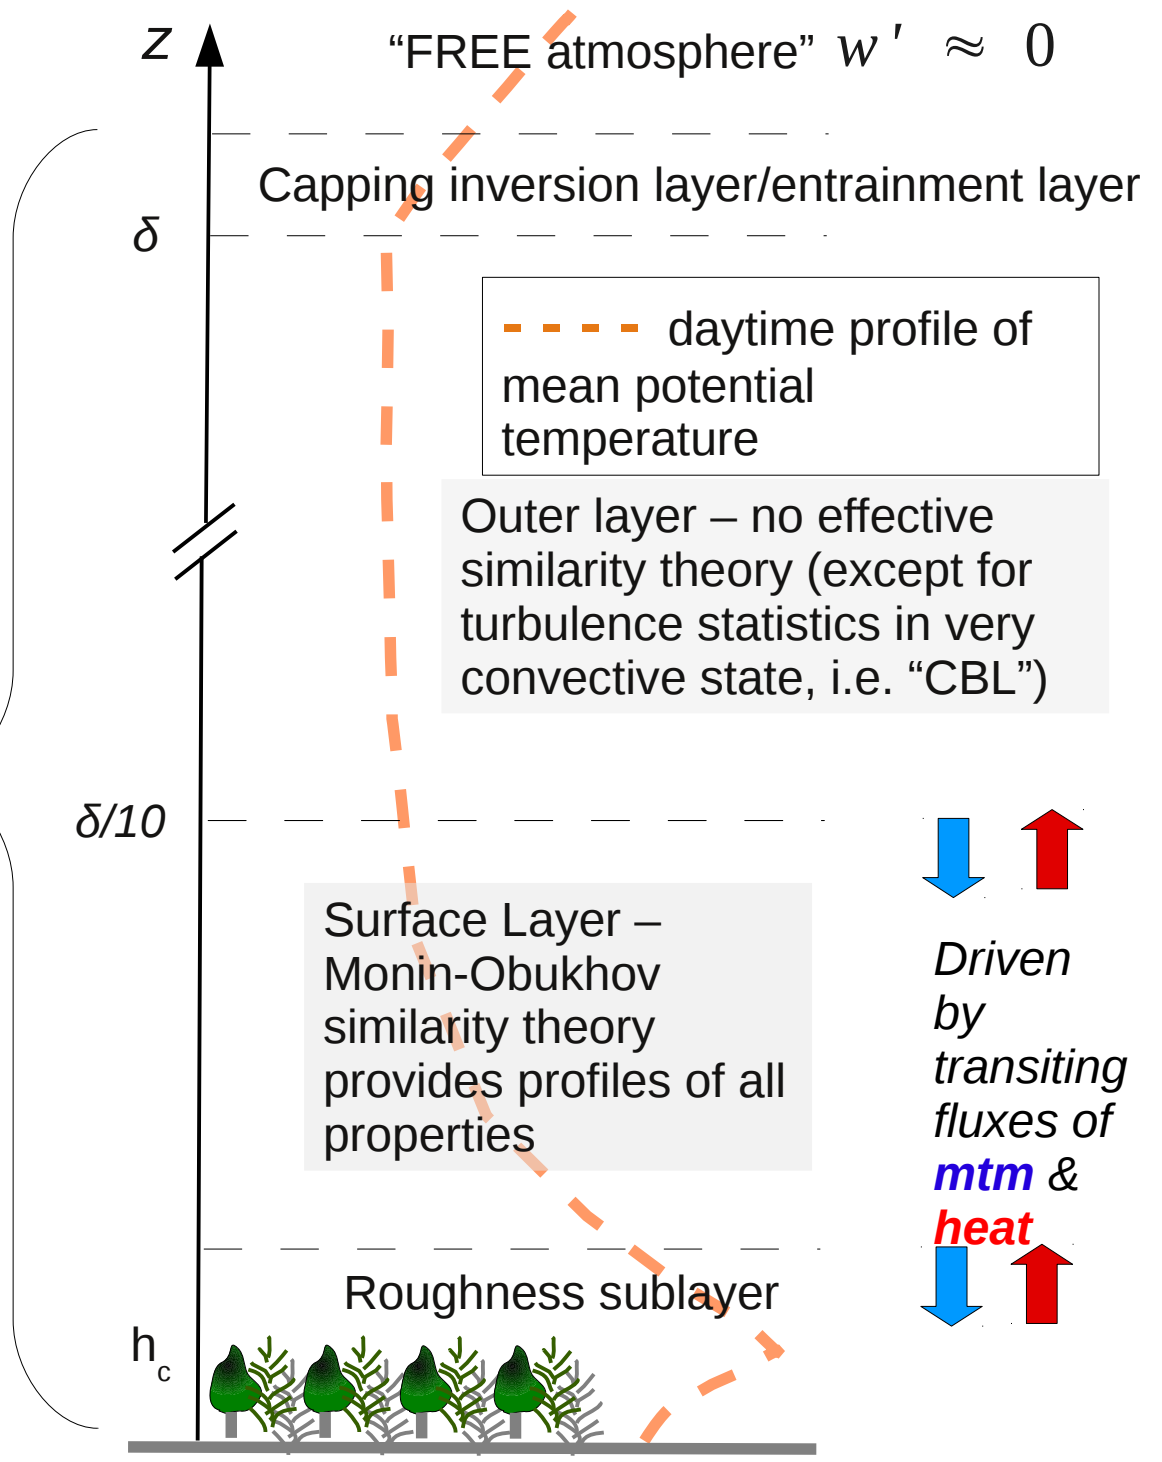 z
“FREE atmosphere” w' ≈ 0
Capping inversion layer/entrainment layer
δ
daytime profile of
mean potential
temperature
Outer layer – no effective
similarity theory (except for
turbulence statistics in very
convective state, i.e. “CBL”)
δ/10
Surface Layer –
Monin-Obukhov
similarity theory
provides profiles of all
properties
Driven
by
transiting
fluxes of
mtm &
heat
Roughness sublayer
hc